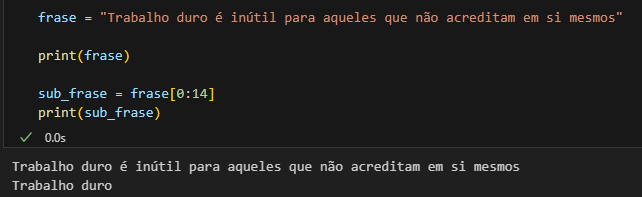 frase = "Trabalho duro é inútil para aqueles que não acreditam em si mesmos"
print(frase)
sub_frase = frase[0:14]
print(sub_frase)
0.0s
Trabalho duro é inútil para aqueles que não acreditam em si mesmos
Trabalho duro